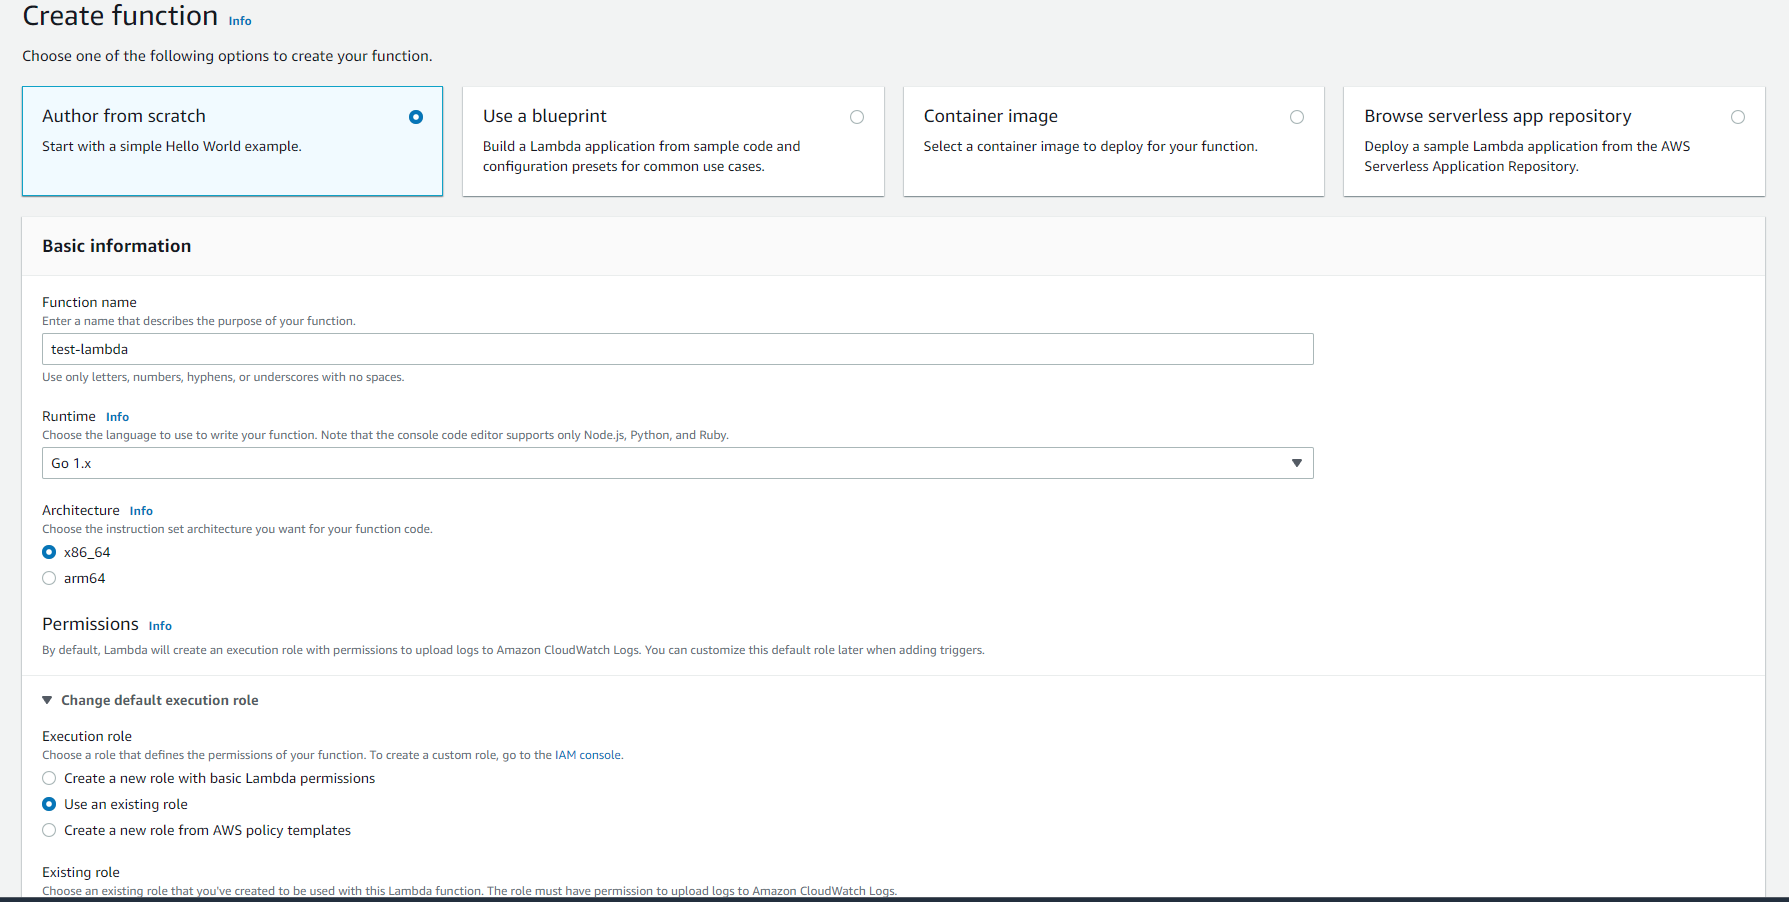 Create function Info
Choose one of the following options to create your function.
Author from scratch
Start with a simple Hello World example.
Use a blueprint
Build a Lambda application from sample code and
configuration presets for common use cases.
Container image
Select a container image to deploy for your function.
Browse serverless app repository
Deploy a sample Lambda application from the AWS
Serverless Application Repository.
Basic information
Function name
Enter a name that describes the purpose of your function.
test-lambda
Use only letters, numbers, hyphens, or underscores with no spaces.
Runtime Info
Choose the language to use to write your function. Note that the console code editor supports only Node.js, Python, and Ruby.
Go 1.x
Architecture Info
Choose the instruction set architecture you want for your function code.
x86_64
arm64
Permissions Info
By default, Lambda will create an execution role with permissions to upload logs to Amazon CloudWatch Logs. You can customize this default role later when adding triggers.
Change default execution role
Execution role
Choose a role that defines the permissions of your function. To create a custom role, go to the IAM console.
Create a new role with basic Lambda permissions
Use an existing role
Create a new role from AWS policy templates
Existing role
Choose an existing role that you've created to be used with this Lambda function. The role must have permission to upload logs to Amazon CloudWatch Logs.